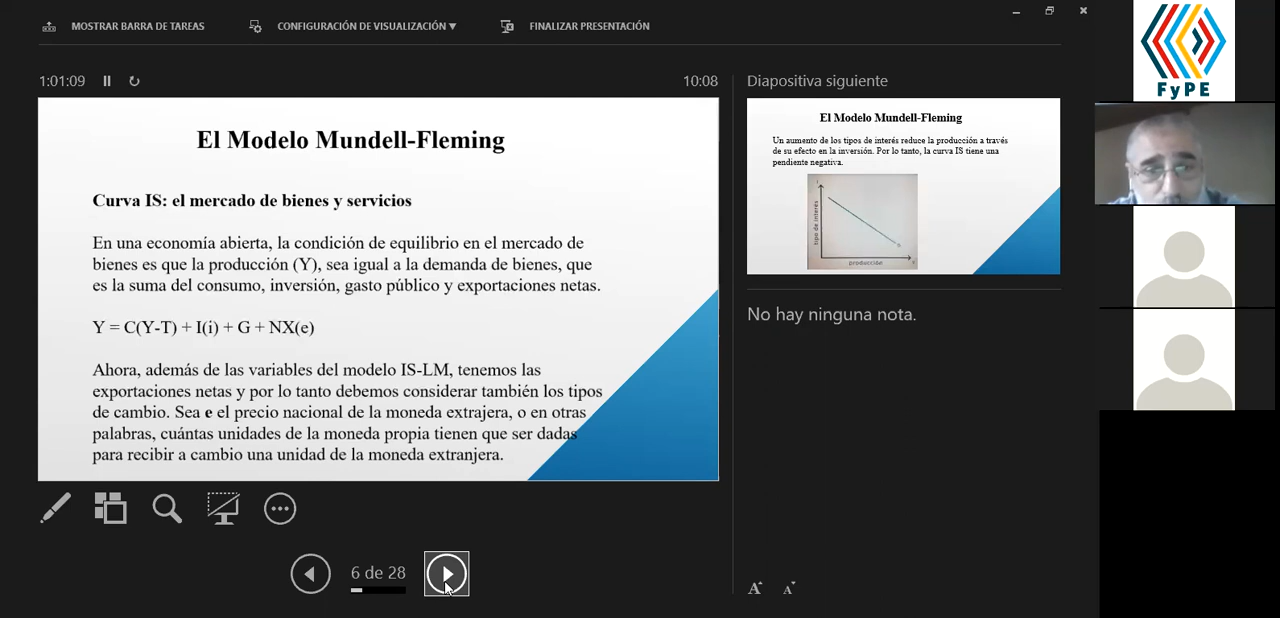 MOSTRAR BARRA DE TAREAS
CONFIGURACIÓN DE VISUALIZACIÓN ▼
FINALIZAR PRESENTACIÓN
1:01:09
10:08
El Modelo Mundell-Fleming
Curva IS: el mercado de bienes y servicios
En una economía abierta, la condición de equilibrio en el mercado de
bienes es que la producción (Y), sea igual a la demanda de bienes, que
es la suma del consumo, inversión, gasto público y exportaciones netas.
Y = C(Y-T) + I(i) + G + NX(e)
Ahora, además de las variables del modelo IS-LM, tenemos las
exportaciones netas y por lo tanto debemos considerar también los tipos
de cambio. Sea e el precio nacional de la moneda extrajera, o en otras
palabras, cuántas unidades de la moneda propia tienen que ser dadas
para recibir a cambio una unidad de la moneda extranjera.
6 de 28
Diapositiva siguiente
El Modelo Mundell-Fleming
Un aumento de los tipos de interés reduce la producción a través
de su efecto en la inversión. Por lo tanto, la curva IS tiene una
pendiente negativa.
tipo de interés
producción
No hay ninguna nota.
A A
FyPE